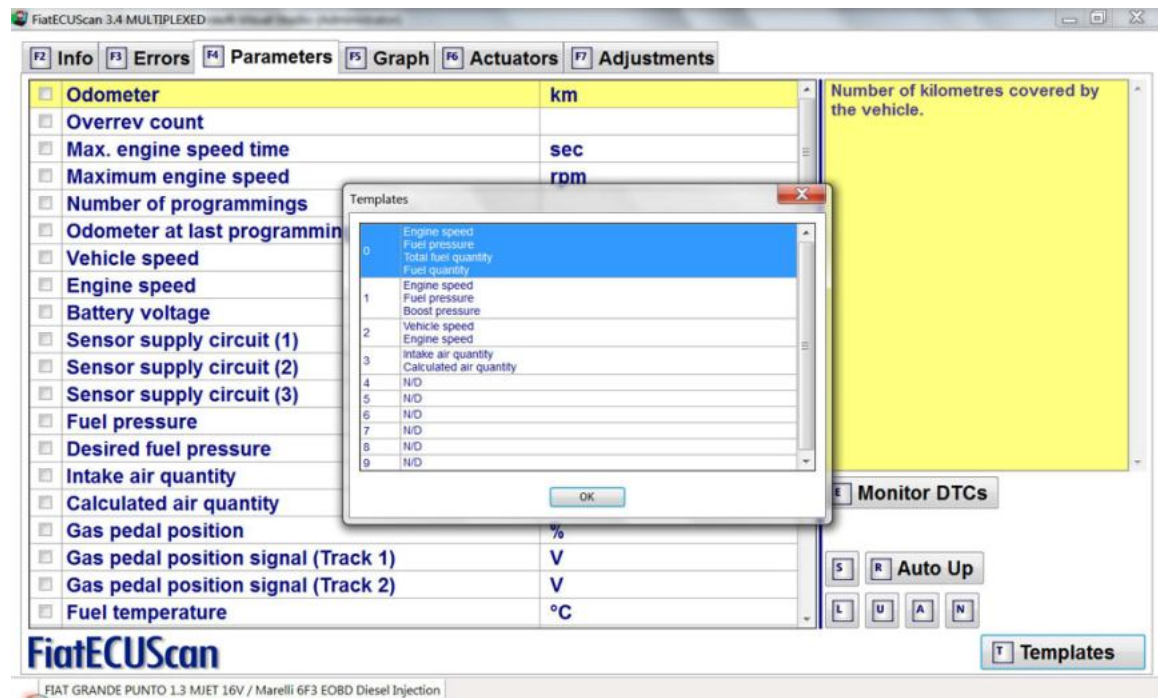 FiatECUScan 3.4 MULTIPLEXED
F2 Info F3 Errors F4 Parameters F5 Graph F6 Actuators F7 Adjustments
Odometer km
Overrev count
Max. engine speed time sec
Maximum engine speed rpm
Number of programmings
Odometer at last programmin
Vehicle speed
Engine speed
Battery voltage
Sensor supply circuit (1)
Sensor supply circuit (2)
Sensor supply circuit (3)
Fuel pressure
Desired fuel pressure
Intake air quantity
Calculated air quantity
Gas pedal position %
Gas pedal position signal (Track 1) V
Gas pedal position signal (Track 2) V
Fuel temperature °C
Templates
0
Engine speed
Fuel pressure
Total fuel quantity
Fuel quantity
1
Engine speed
Fuel pressure
Boost pressure
2
Vehicle speed
Engine speed
3
Intake air quantity
Calculated air quantity
4 N/D
5 N/D
6 N/D
7 N/D
8 N/D
9 N/D
OK
Number of kilometres covered by
the vehicle.
E Monitor DTCs
S R Auto Up
L U A N
FiatECUScan
T Templates
FIAT GRANDE PUNTO 1.3 MJET 16V / Marelli 6F3 EOBD Diesel Injection